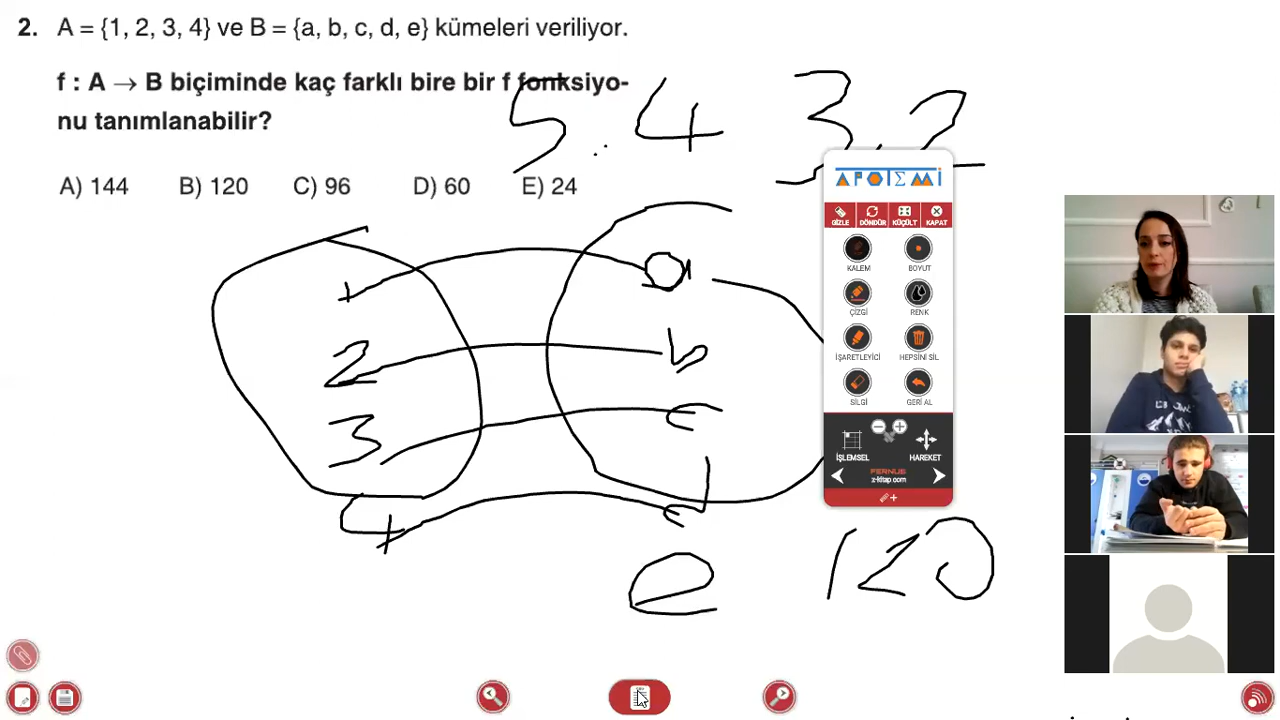 2. A = {1, 2, 3, 4} ve B = {a, b, c, d, e} kümeleri veriliyor.
f : A → B biçiminde kaç farklı bire bir f fonksiyo-
nu tanımlanabilir?
5 . 4 3 . 2
A) 144 B) 120 C) 96 D) 60 E) 24
APOTEMİ
GİZLE DÖNDÜR KÜÇÜLT KAPAT
KALEM BOYUT
ÇİZGİ RENK
İŞARETLEYİCİ HEPSİNİ SİL
SİLGİ GERİ AL
İŞLEMSEL HAREKET
FERNUS
z-kitap.com
1 a
2 b
3 c
4 d
e 120